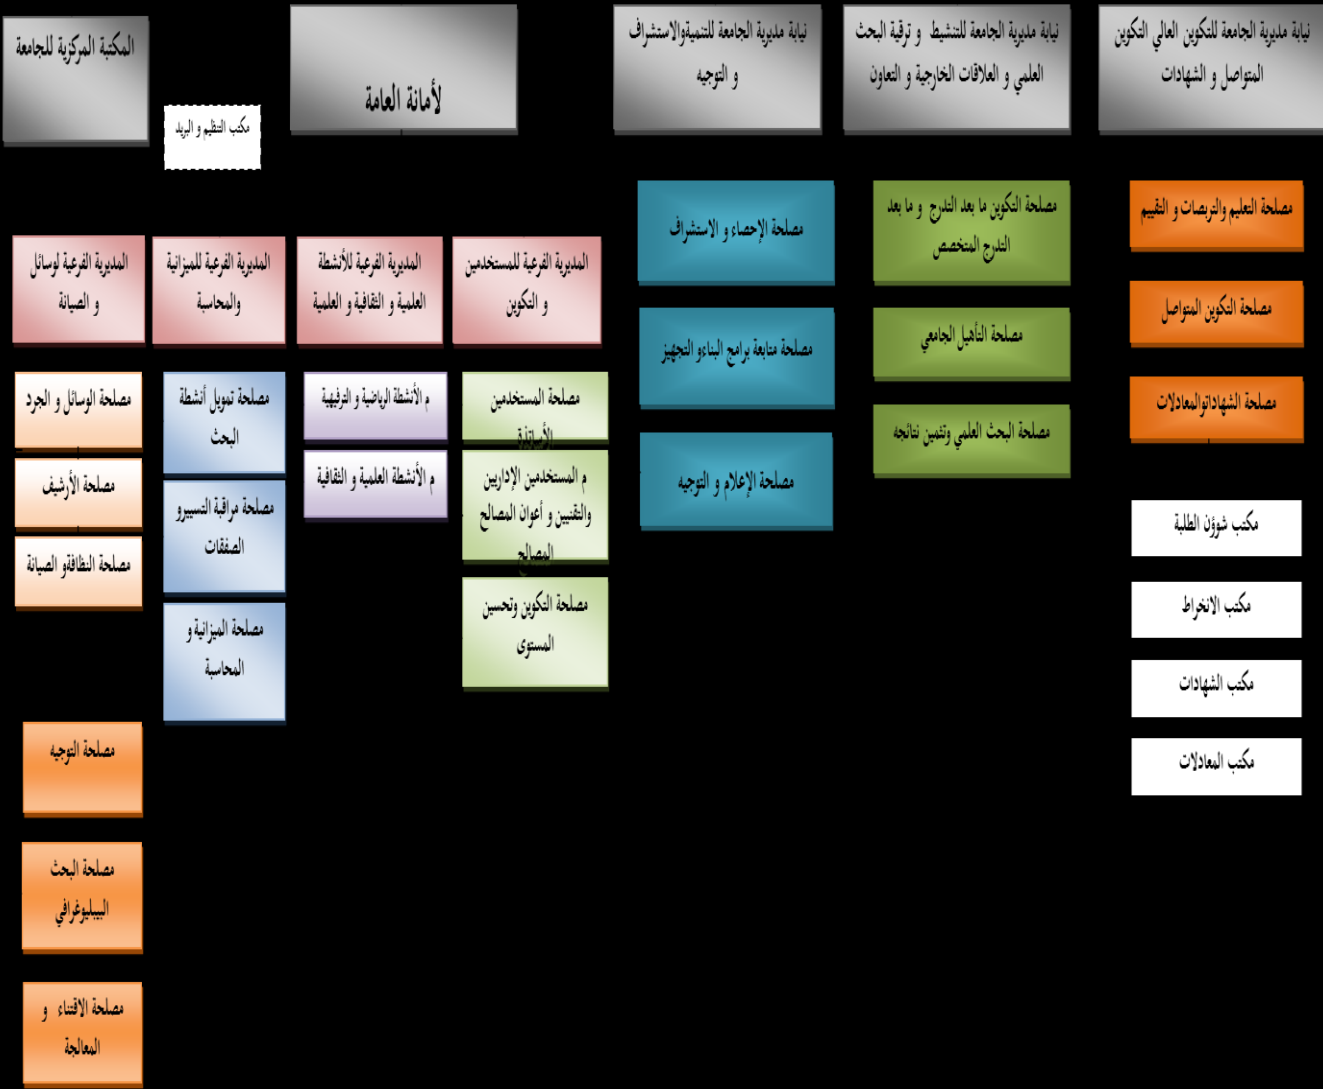 نيابة مديرية الجامعة للتكوين العالي التكوين
المتواصل و الشهادات
نيابة مديرية الجامعة للتنشيط و ترقية البحث
العلمي و العلاقات الخارجية و التعاون
نيابة مديرية الجامعة للتنميةوالاستشراف
و التوجيه
لأمانة العامة
المكتبة المركزية للجامعة
مكتب التنظيم و البريد
مصلحة التعليم والتربصات و التقييم
مصلحة التكوين المتواصل
مصلحة الشهاداتوالمعادلات
مكتب شوؤن الطلبة
مكتب الانخراط
مكتب الشهادات
مكتب المعادلات
مصلحة التكوين ما بعد التدرج و ما بعد
التدرج المتخصص
مصلحة التأهيل الجامعي
مصلحة البحث العلمي وتثمين نتائجه
مصلحة الإحصاء و الاستشراف
مصلحة متابعة برامج البناءو التجهيز
مصلحة الإعلام و التوجيه
المديرية الفرعية للمستخدمين
و التكوين
مصلحة المستخدمين
الأساتذة
م المستخدمين الإداريين
والتقنيين و أعوان المصالح
المصالح
مصلحة التكوين وتحسين
المستوى
المديرية الفرعية للأنشطة
العلمية و الثقافية و العلمية
م الأنشطة الرياضية و الترفيهية
م الأنشطة العلمية و الثقافية
المديرية الفرعية للميزانية
والمحاسبة
مصلحة تمويل أنشطة
البحث
مصلحة مراقبة التسييرو
الصفقات
مصلحة الميزانية و
المحاسبة
المديرية الفرعية لوسائل
و الصيانة
مصلحة الوسائل و الجرد
مصلحة الأرشيف
مصلحة النظافةو الصيانة
مصلحة التوجيه
مصلحة البحث
البيبليوغرافي
مصلحة الاقتناء و
المعالجة